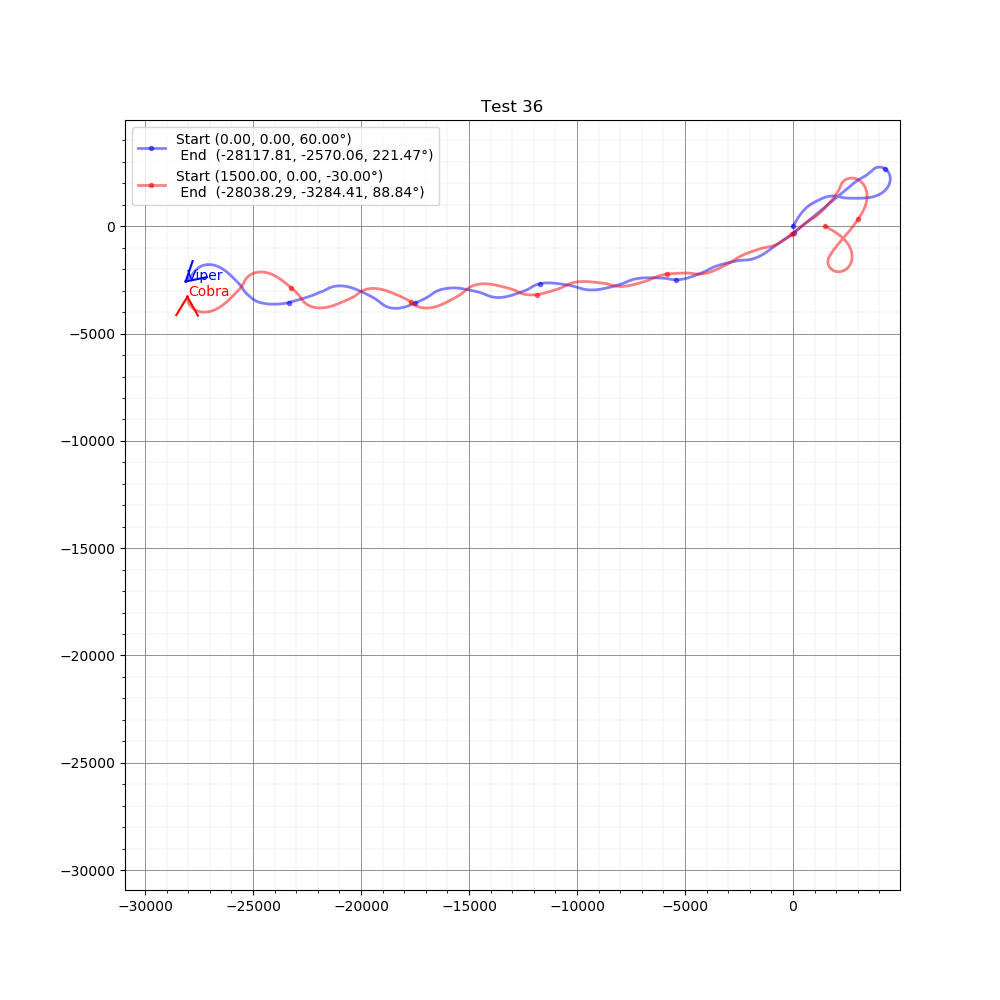 Test 36
Start (0.00, 0.00, 60.00°)
End (-28117.81, -2570.06, 221.47°)
Start (1500.00, 0.00, -30.00°)
End (-28038.29, -3284.41, 88.84°)
0
−5000
−10000
−15000
−20000
−25000
−30000
Viper
Cobra
−30000 −25000 −20000 −15000 −10000 −5000 0